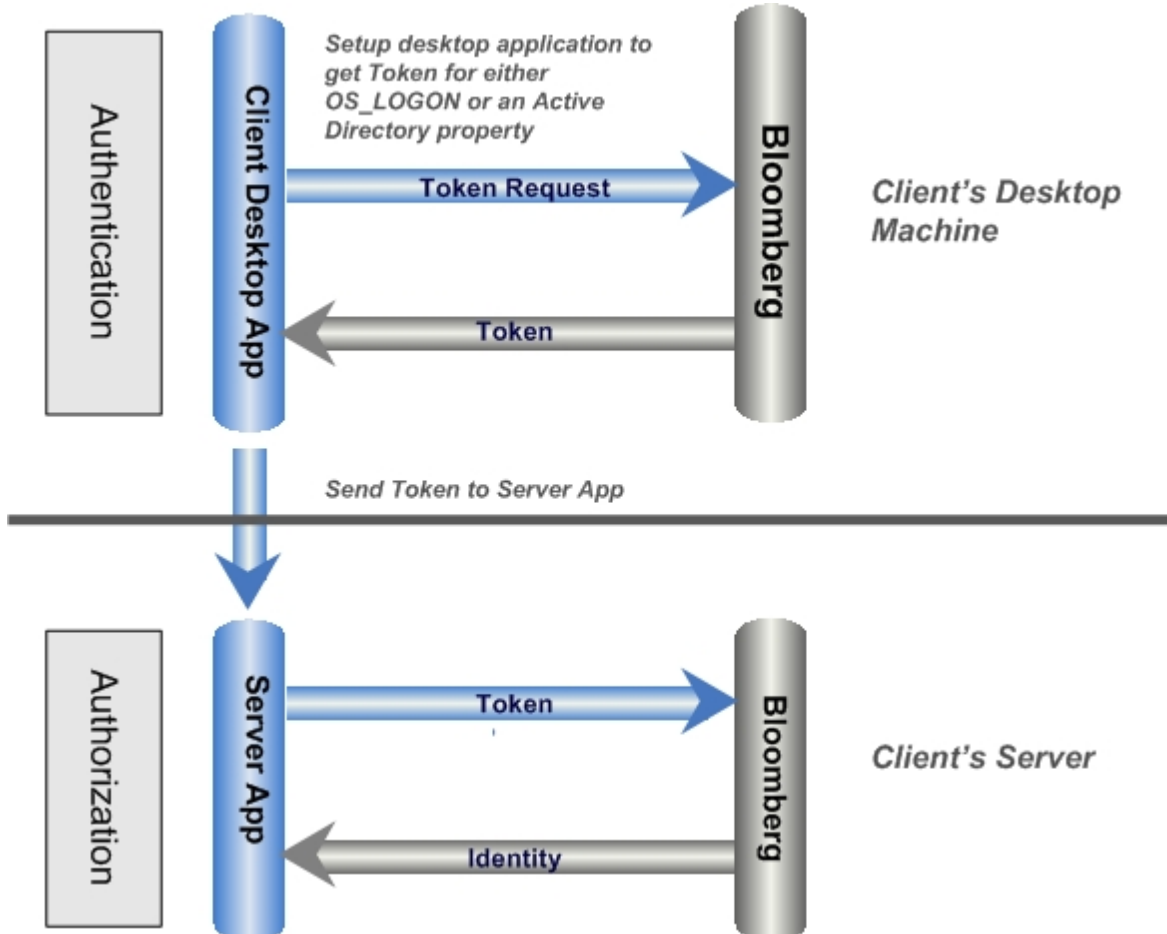 Authentication
Client Desktop App
Setup desktop application to
get Token for either
OS_LOGON or an Active
Directory property
Token Request
Token
Bloomberg
Client's Desktop
Machine
Send Token to Server App
Authorization
Server App
Token
Identity
Bloomberg
Client's Server